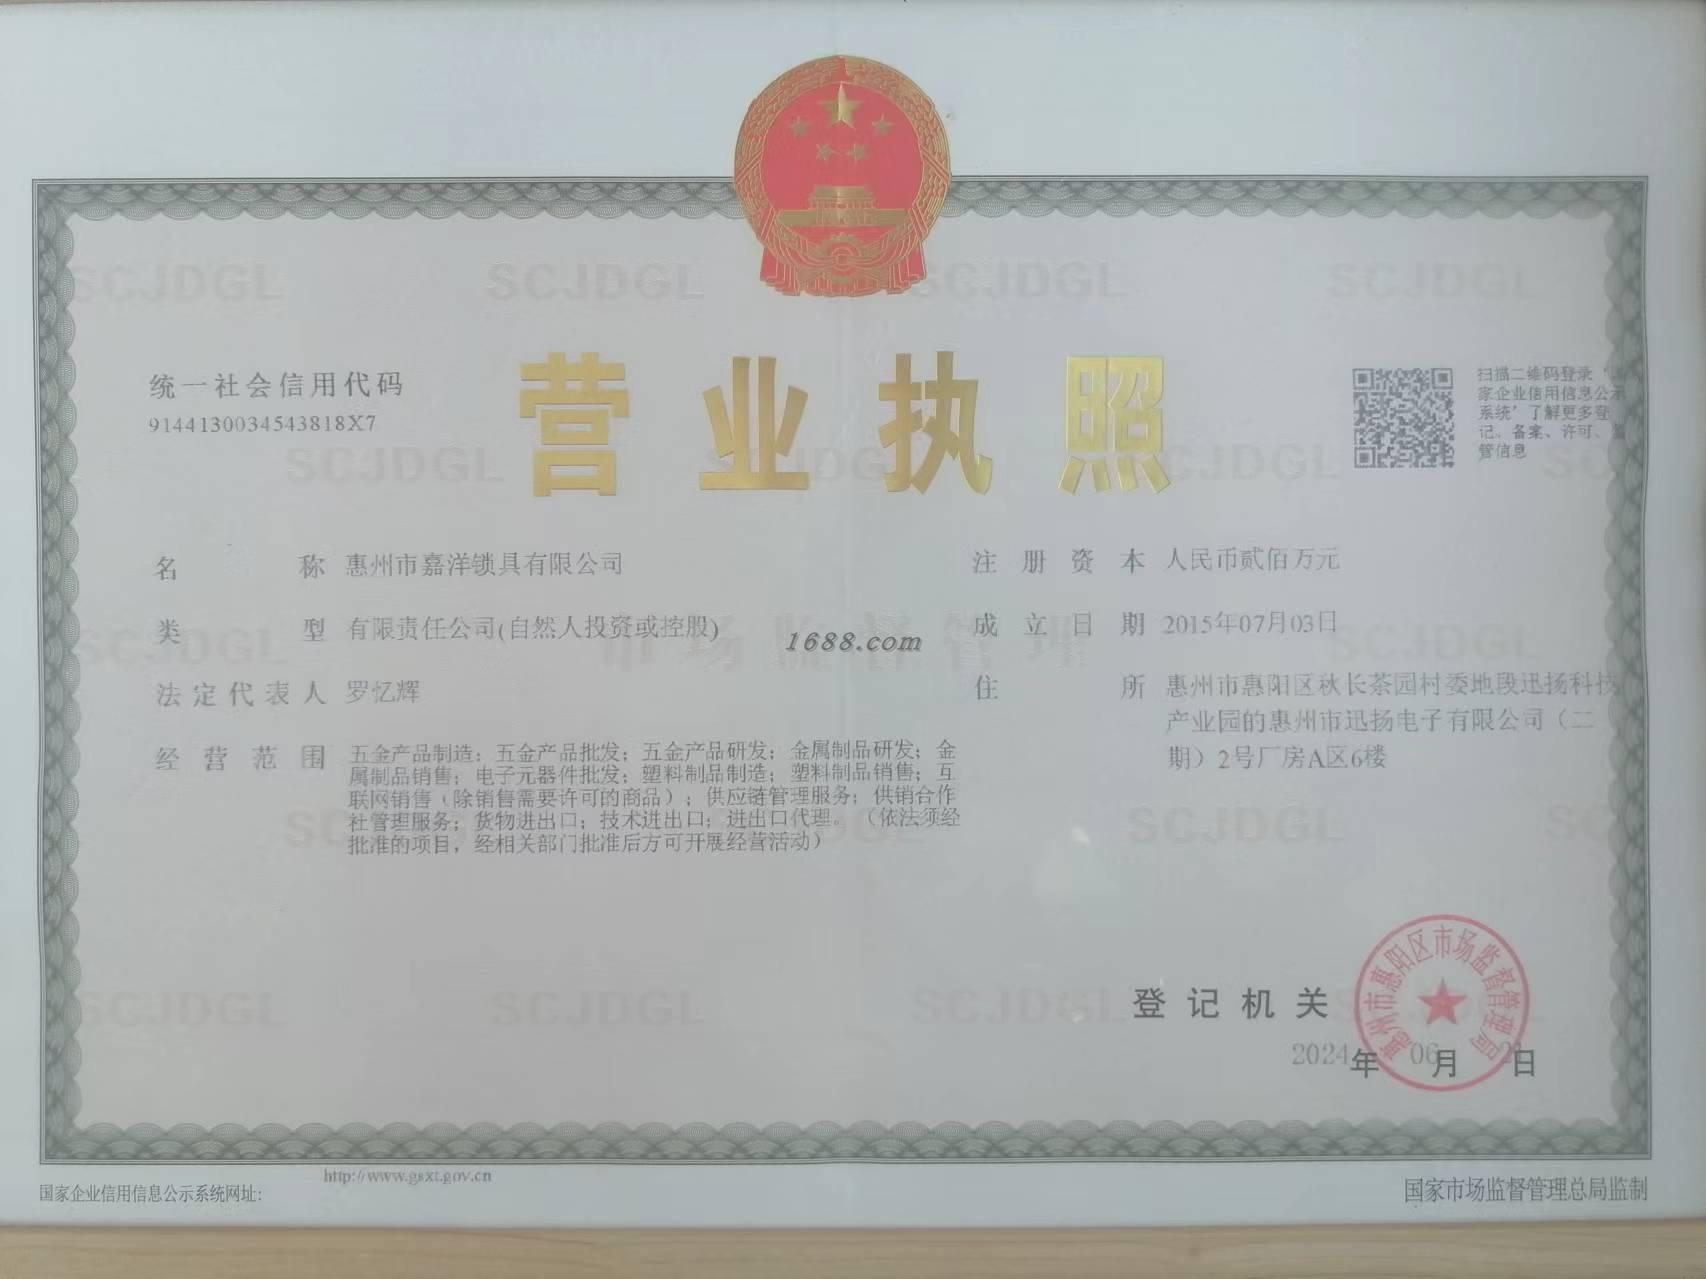 营业执照
统一社会信用代码
9144130034543818X7
扫描二维码登录
家企业信用信息公示
系统’了解更多登
记、备案、许可、
管信息
名称 惠州市嘉洋锁具有限公司
类型 有限责任公司(自然人投资或控股)
法定代表人 罗忆辉
经营范围 五金产品制造；五金产品批发；五金产品研发；金属制品研发；金
属制品销售；电子元器件批发；塑料制品制造；塑料制品销售；互
联网销售（除销售需要许可的商品）；供应链管理服务；供销合作
社管理服务；货物进出口；技术进出口；进出口代理。（依法须经
批准的项目，经相关部门批准后方可开展经营活动）
注册资本 人民币贰佰万元
成立日期 2015年07月03日
住所 惠州市惠阳区秋长茶园村委地段迅扬科技
产业园的惠州市迅扬电子有限公司（二
期）2号厂房A区6楼
1688.com
市场监督管理
SCJDGL
登记机关
惠州市惠阳区市场监督管理局
2024年06月 日
国家企业信用信息公示系统网址:
http://www.gsxt.gov.cn
国家市场监督管理总局监制